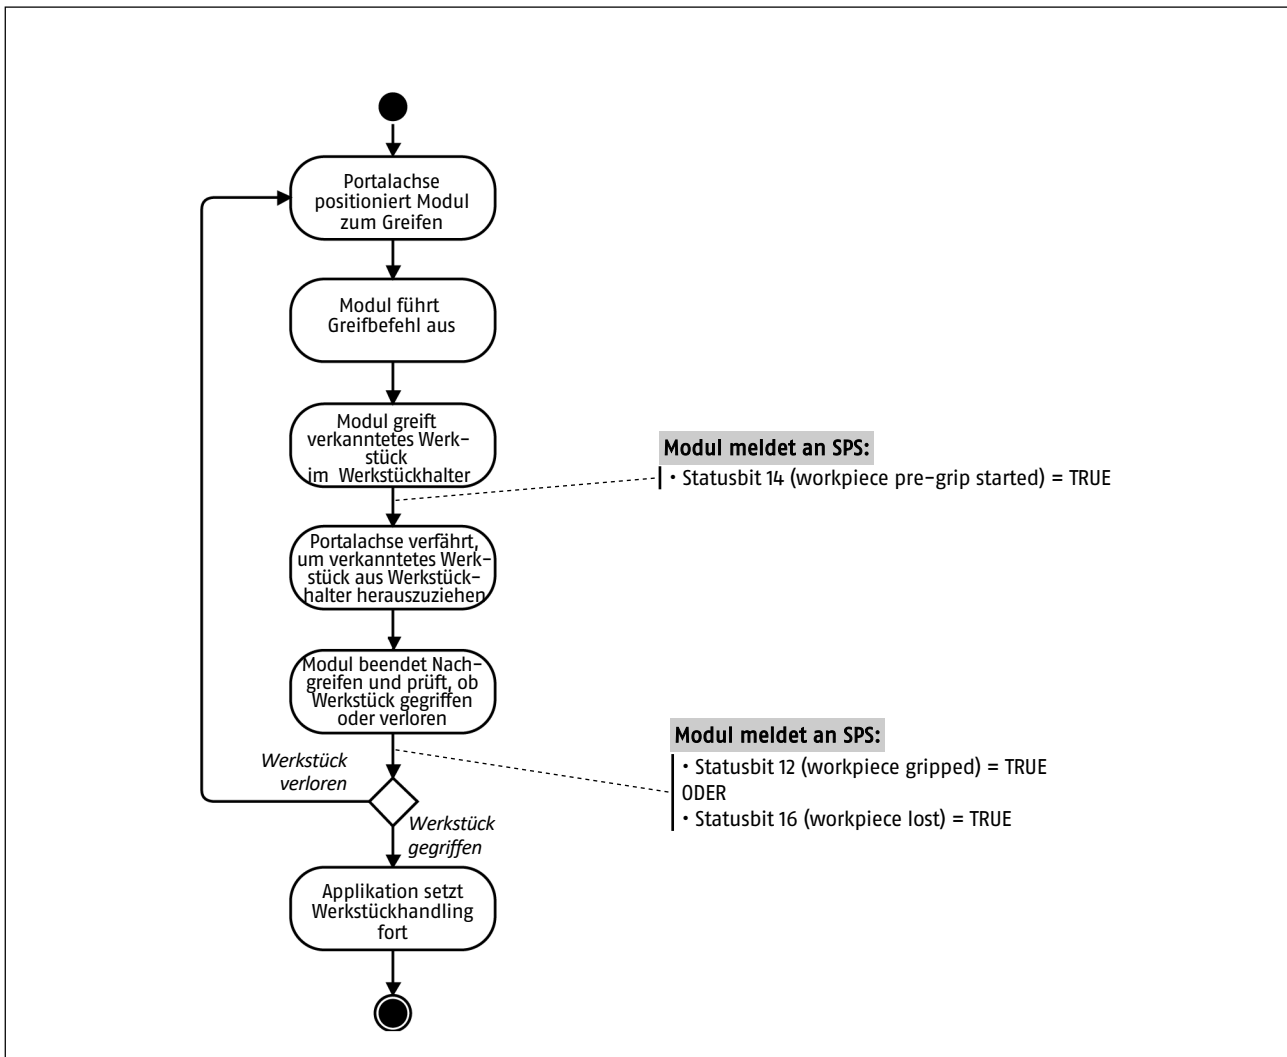 Portalachse
positioniert Modul
zum Greifen
Modul führt
Greifbefehl aus
Modul greift
verkanntetes Werk-
stück
im Werkstückhalter
Modul meldet an SPS:
• Statusbit 14 (workpiece pre-grip started) = TRUE
Portalachse verfährt,
um verkanntetes Werk-
stück aus Werkstück-
halter herauszuziehen
Modul beendet Nach-
greifen und prüft, ob
Werkstück gegriffen
oder verloren
Modul meldet an SPS:
• Statusbit 12 (workpiece gripped) = TRUE
ODER
• Statusbit 16 (workpiece lost) = TRUE
Werkstück
verloren
Werkstück
gegriffen
Applikation setzt
Werkstückhandling
fort